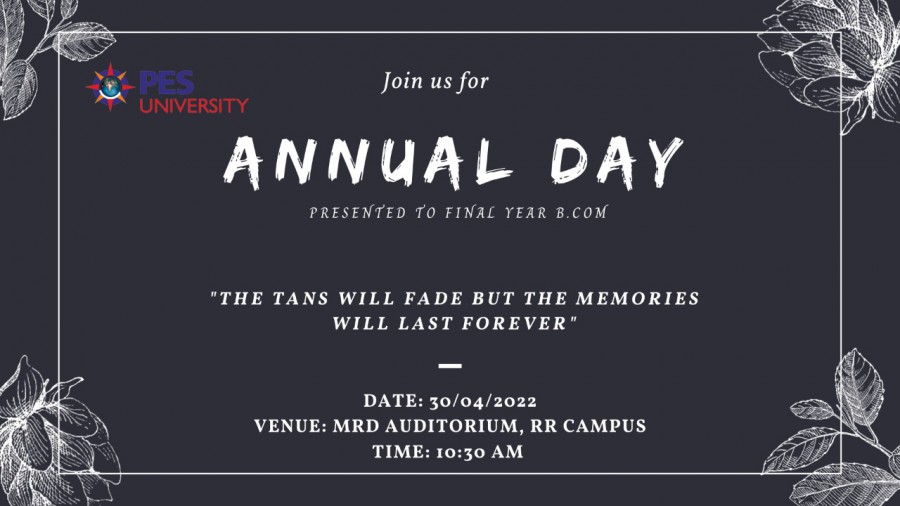 PES
UNIVERSITY
Join us for
ANNUAL DAY
PRESENTED TO FINAL YEAR B.COM
"THE TANS WILL FADE BUT THE MEMORIES
WILL LAST FOREVER"
DATE: 30/04/2022
VENUE: MRD AUDITORIUM, RR CAMPUS
TIME: 10:30 AM